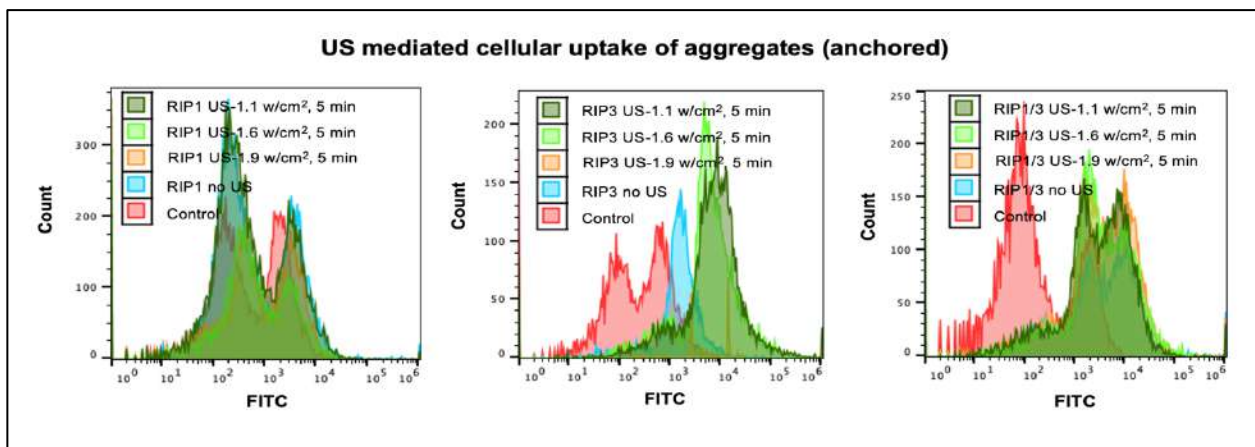 US mediated cellular uptake of aggregates (anchored)
RIP1 US-1.1 w/cm², 5 min
RIP1 US-1.6 w/cm², 5 min
RIP1 US-1.9 w/cm², 5 min
RIP1 no US
Control
Count
300
200
100
0
10⁰ 10¹ 10² 10³ 10⁴ 10⁵ 10⁶
FITC
RIP3 US-1.1 w/cm², 5 min
RIP3 US-1.6 w/cm², 5 min
RIP3 US-1.9 w/cm², 5 min
RIP3 no US
Control
Count
200
150
100
50
0
10⁰ 10¹ 10² 10³ 10⁴ 10⁵ 10⁶
FITC
RIP1/3 US-1.1 w/cm², 5 min
RIP1/3 US-1.6 w/cm², 5 min
RIP1/3 US-1.9 w/cm², 5 min
RIP1/3 no US
Control
Count
250
200
150
100
50
0
10⁰ 10¹ 10² 10³ 10⁴ 10⁵ 10⁶
FITC